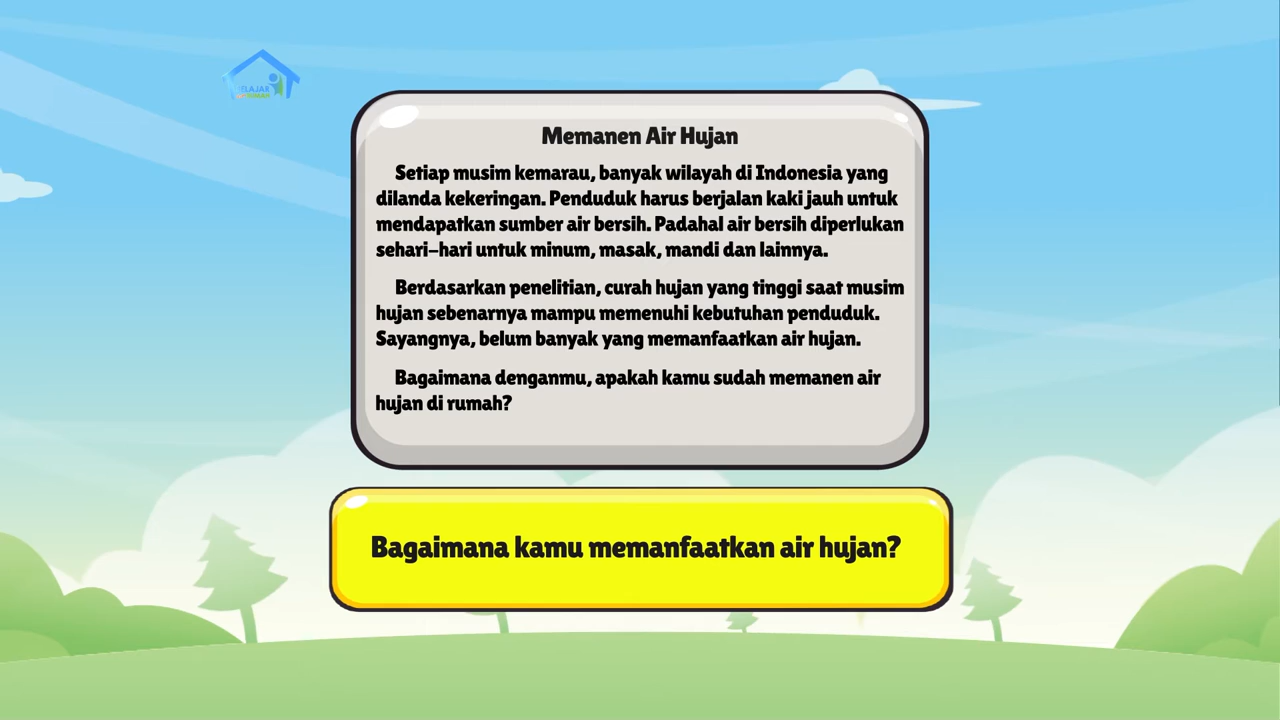 BELAJAR
Memanen Air Hujan
Setiap musim kemarau, banyak wilayah di Indonesia yang
dilanda kekeringan. Penduduk harus berjalan kaki jauh untuk
mendapatkan sumber air bersih. Padahal air bersih diperlukan
sehari-hari untuk minum, masak, mandi dan lainnya.
Berdasarkan penelitian, curah hujan yang tinggi saat musim
hujan sebenarnya mampu memenuhi kebutuhan penduduk.
Sayangnya, belum banyak yang memanfaatkan air hujan.
Bagaimana denganmu, apakah kamu sudah memanen air
hujan di rumah?
Bagaimana kamu memanfaatkan air hujan?